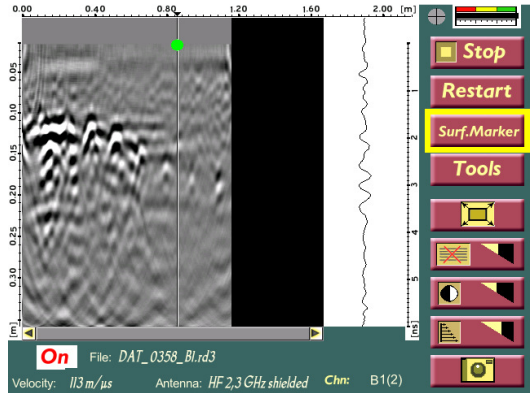 0.00 0.40 0.80 1.20 1.60 2.00 [m]
Stop
0.05
1
Restart
0.10
Surf.Marker
2
0.15
Tools
3
0.20
4
0.25
0.30
5
[m] [ns]
On File: DAT_0358_BI.rd3
Velocity: 113 m/µs Antenna: HF 2,3 GHz shielded Chn: B1(2)